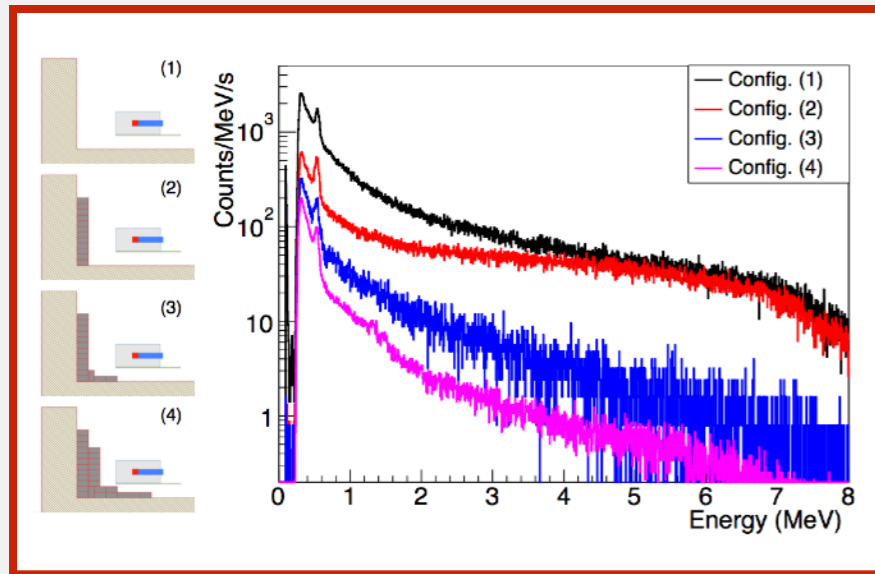 (1)
(2)
(3)
(4)
Counts/MeV/s
10³
10²
10
1
0 1 2 3 4 5 6 7 8
Energy (MeV)
Config. (1)
Config. (2)
Config. (3)
Config. (4)